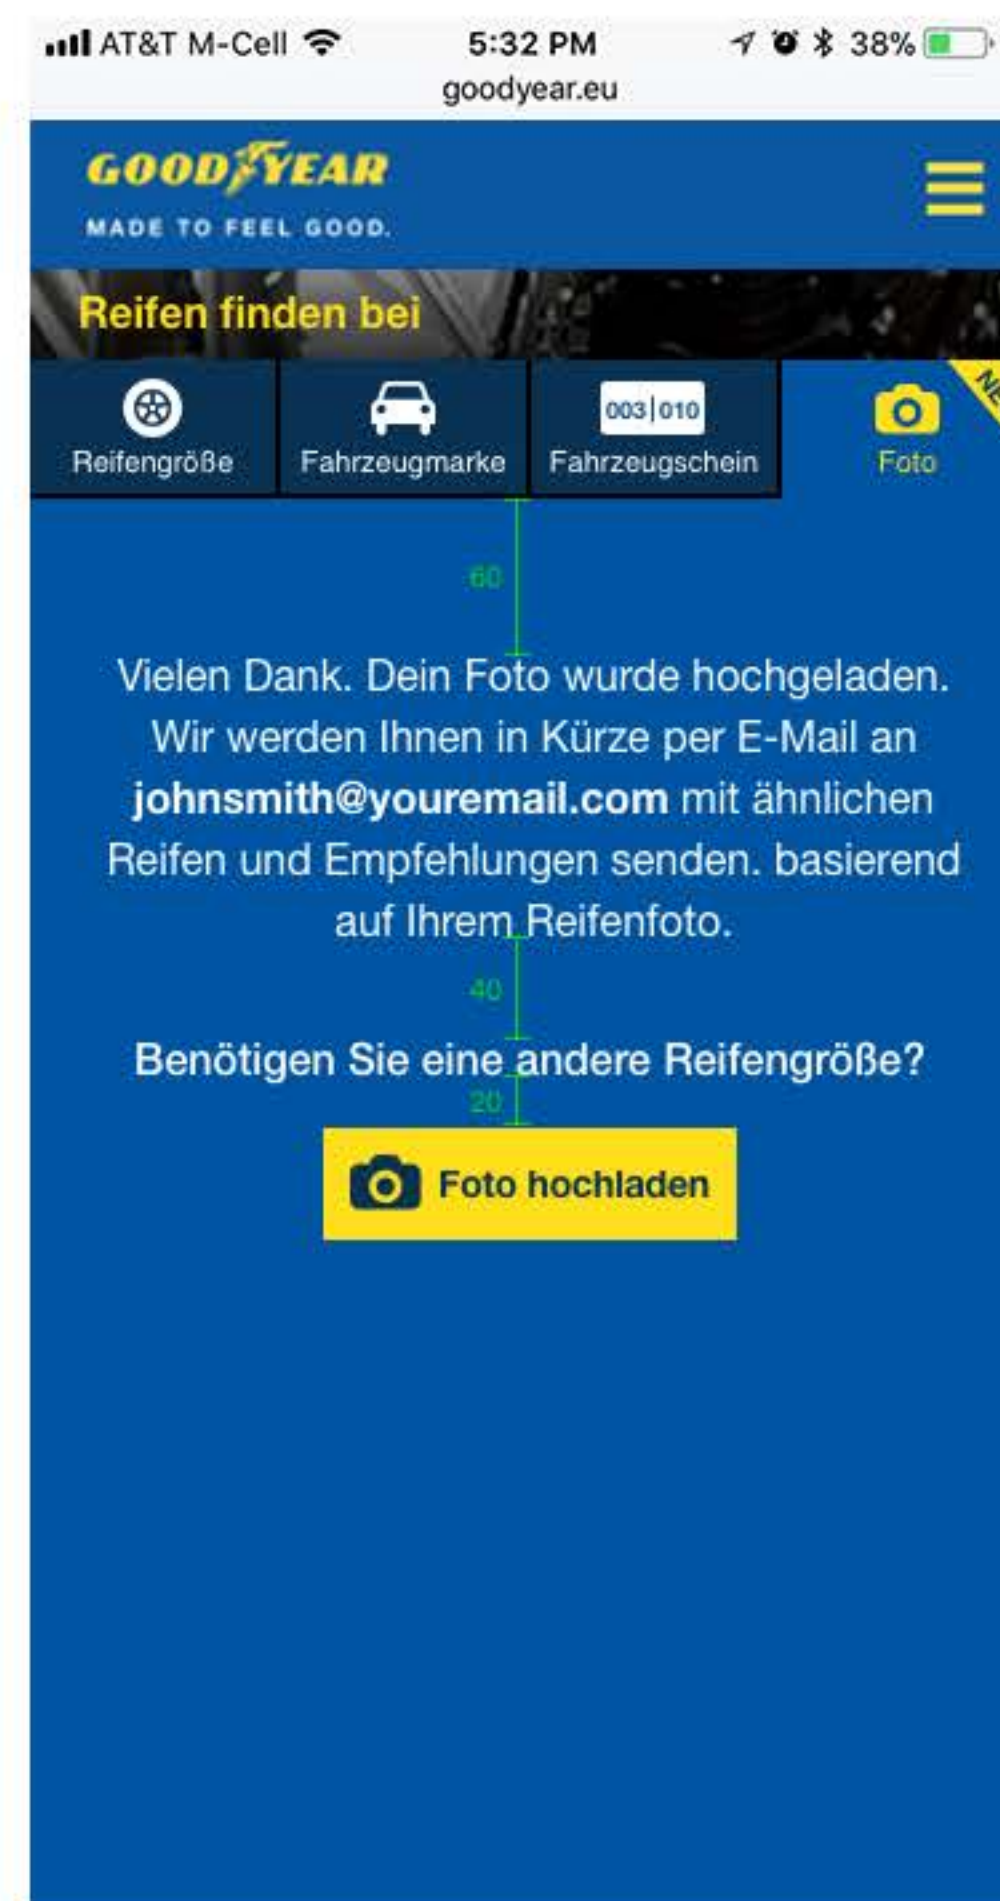 AT&T M-Cell 5:32 PM 38%
goodyear.eu
GOODYEAR
MADE TO FEEL GOOD.
Reifen finden bei
003|010
Reifengröße Fahrzeugmarke Fahrzeugschein Foto
60
Vielen Dank. Dein Foto wurde hochgeladen.
Wir werden Ihnen in Kürze per E-Mail an
johnsmith@youremail.com mit ähnlichen
Reifen und Empfehlungen senden. basierend
auf Ihrem Reifenfoto.
40
Benötigen Sie eine andere Reifengröße?
20
Foto hochladen